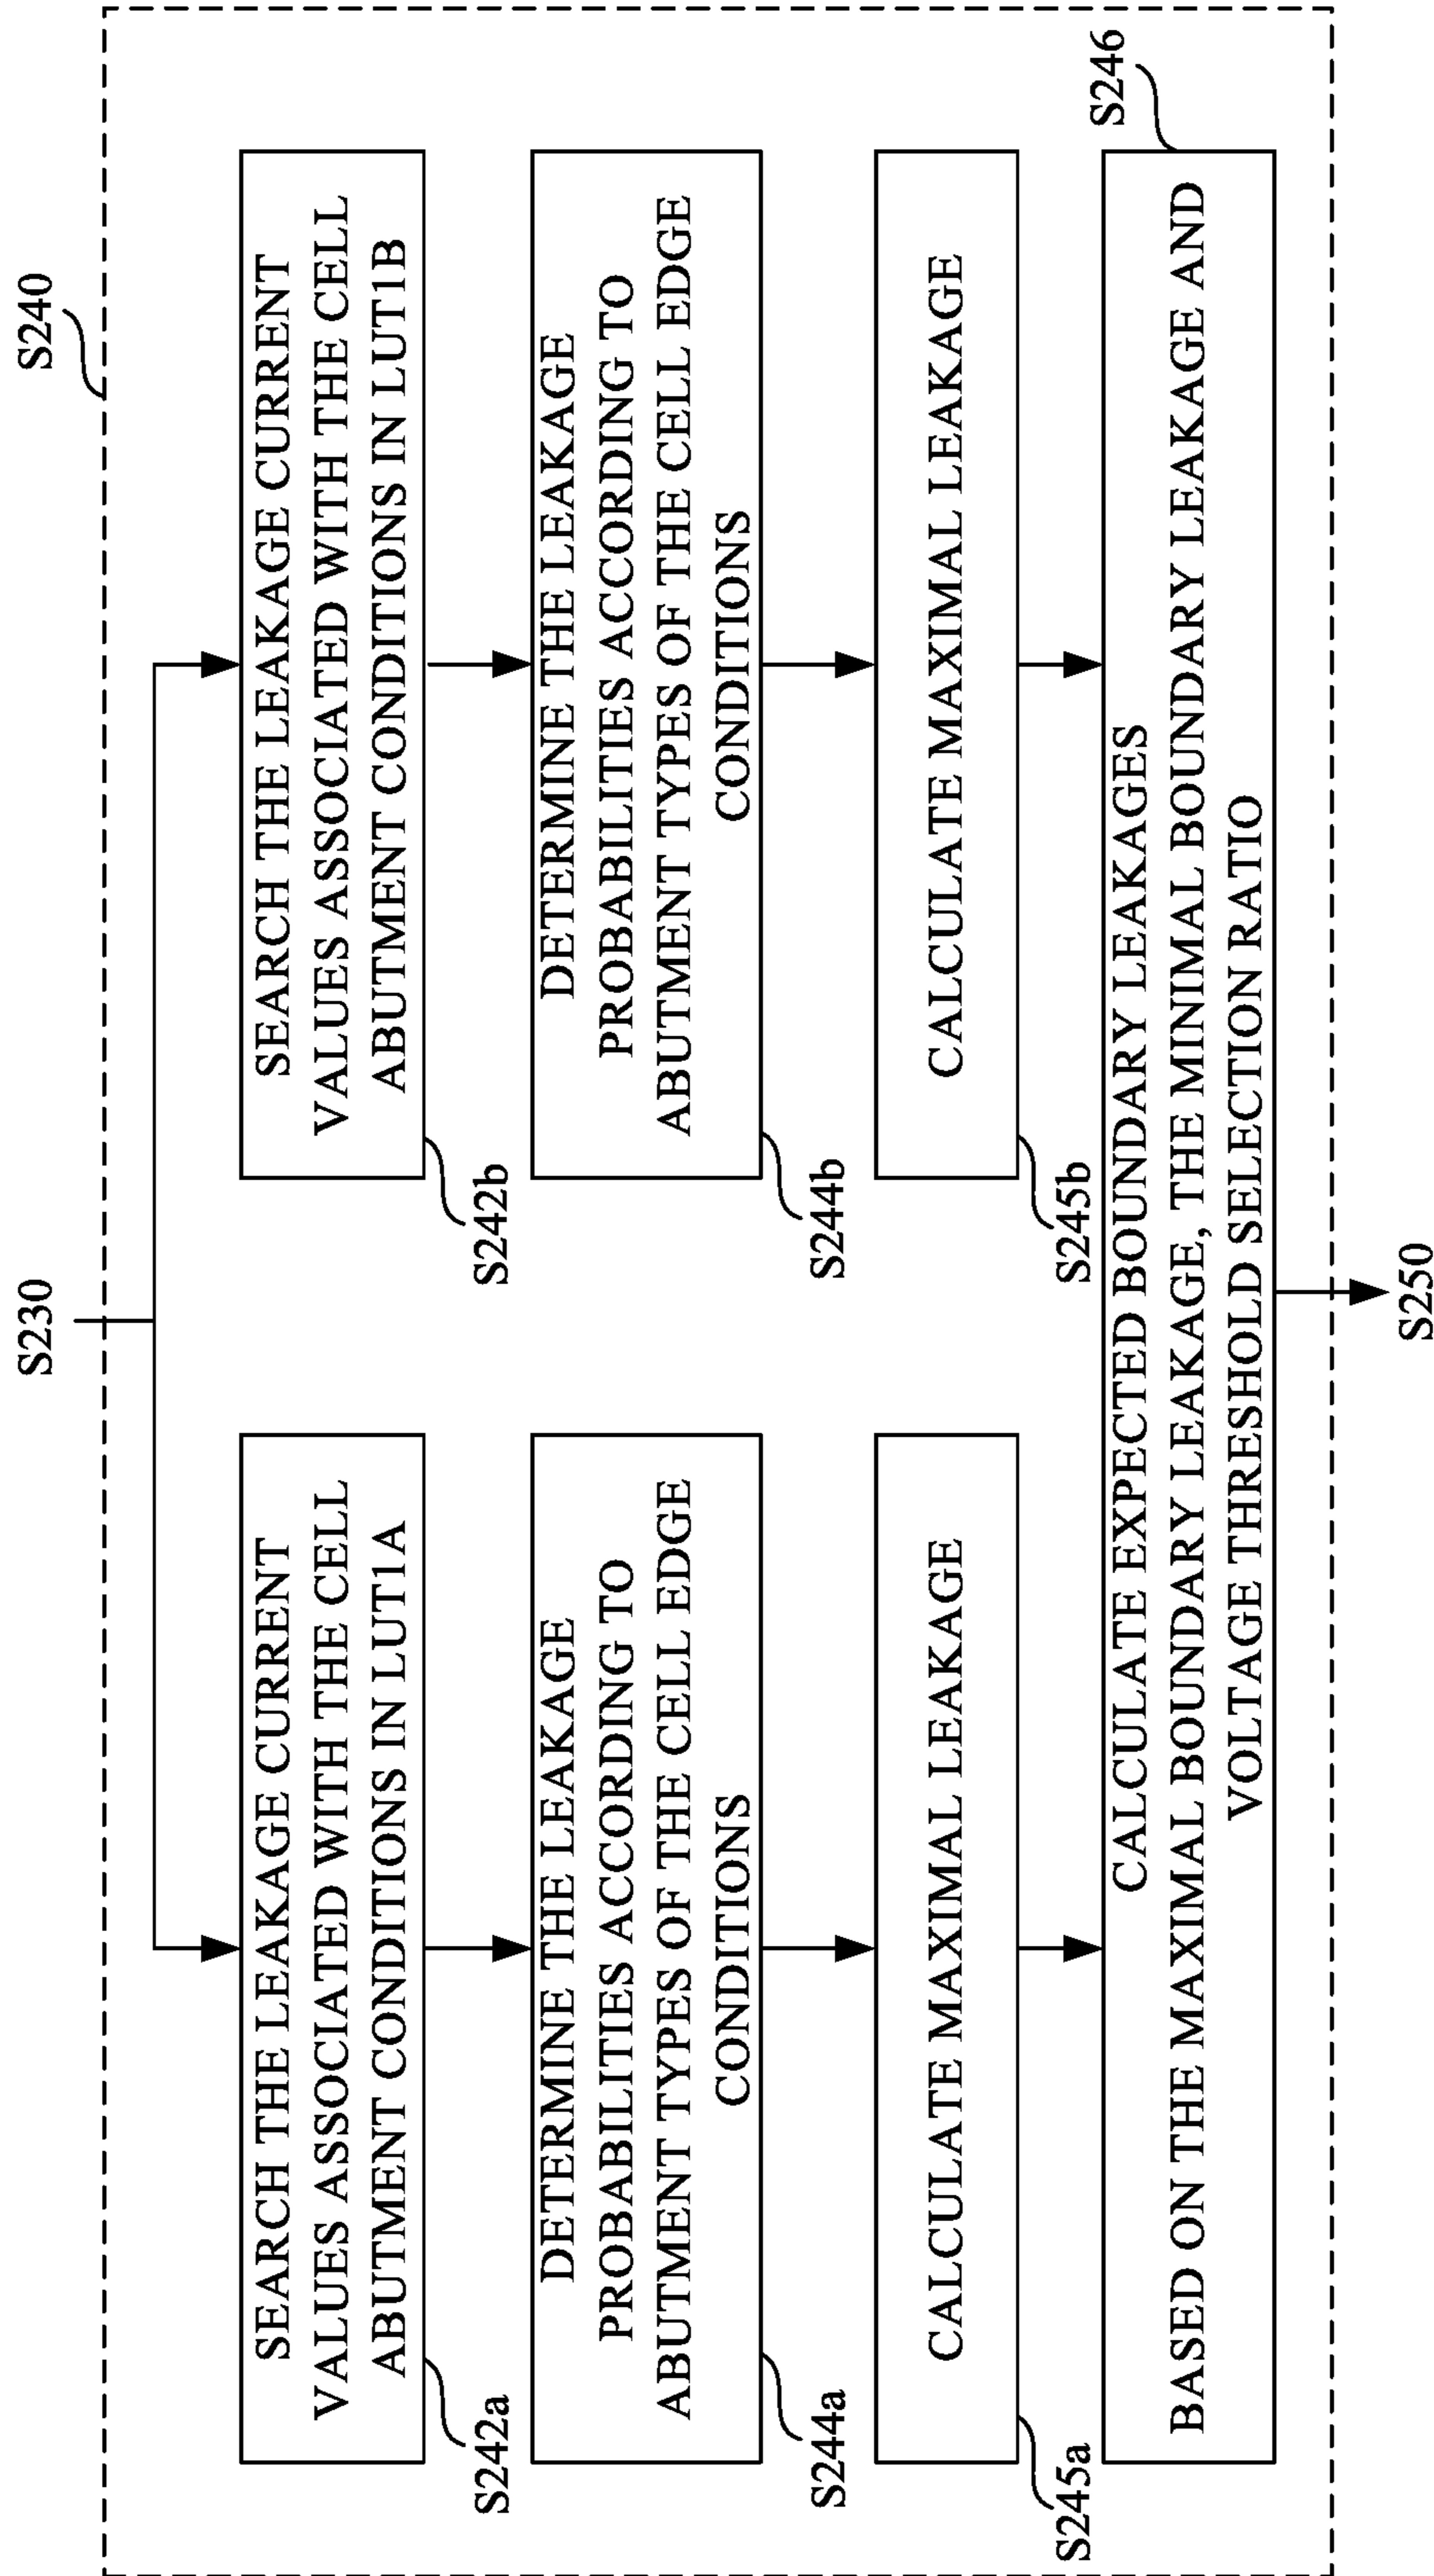 S230
S240
SEARCH THE LEAKAGE CURRENT
VALUES ASSOCIATED WITH THE CELL
ABUTMENT CONDITIONS IN LUT1A
S242a
SEARCH THE LEAKAGE CURRENT
VALUES ASSOCIATED WITH THE CELL
ABUTMENT CONDITIONS IN LUT1B
S242b
DETERMINE THE LEAKAGE
PROBABILITIES ACCORDING TO
ABUTMENT TYPES OF THE CELL EDGE
CONDITIONS
S244a
DETERMINE THE LEAKAGE
PROBABILITIES ACCORDING TO
ABUTMENT TYPES OF THE CELL EDGE
CONDITIONS
S244b
CALCULATE MAXIMAL LEAKAGE
S245a
CALCULATE MAXIMAL LEAKAGE
S245b
S246
CALCULATE EXPECTED BOUNDARY LEAKAGES
BASED ON THE MAXIMAL BOUNDARY LEAKAGE, THE MINIMAL BOUNDARY LEAKAGE AND
VOLTAGE THRESHOLD SELECTION RATIO
S250